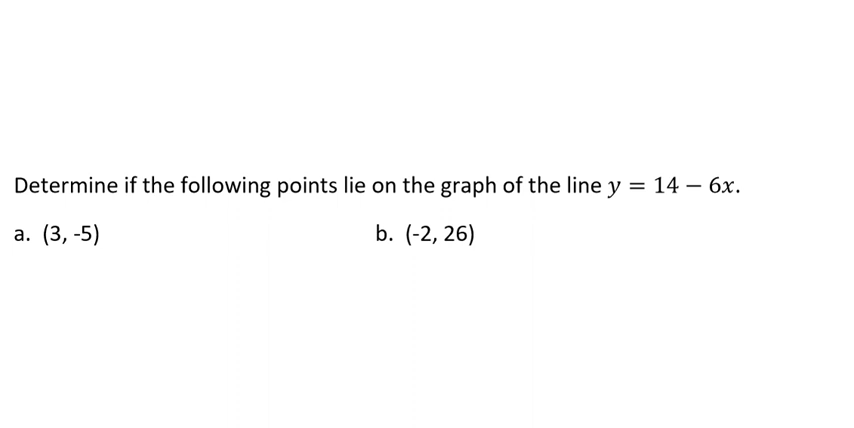 Determine if the following points lie on the graph of the line y = 14 − 6x.
a. (3, -5) b. (-2, 26)